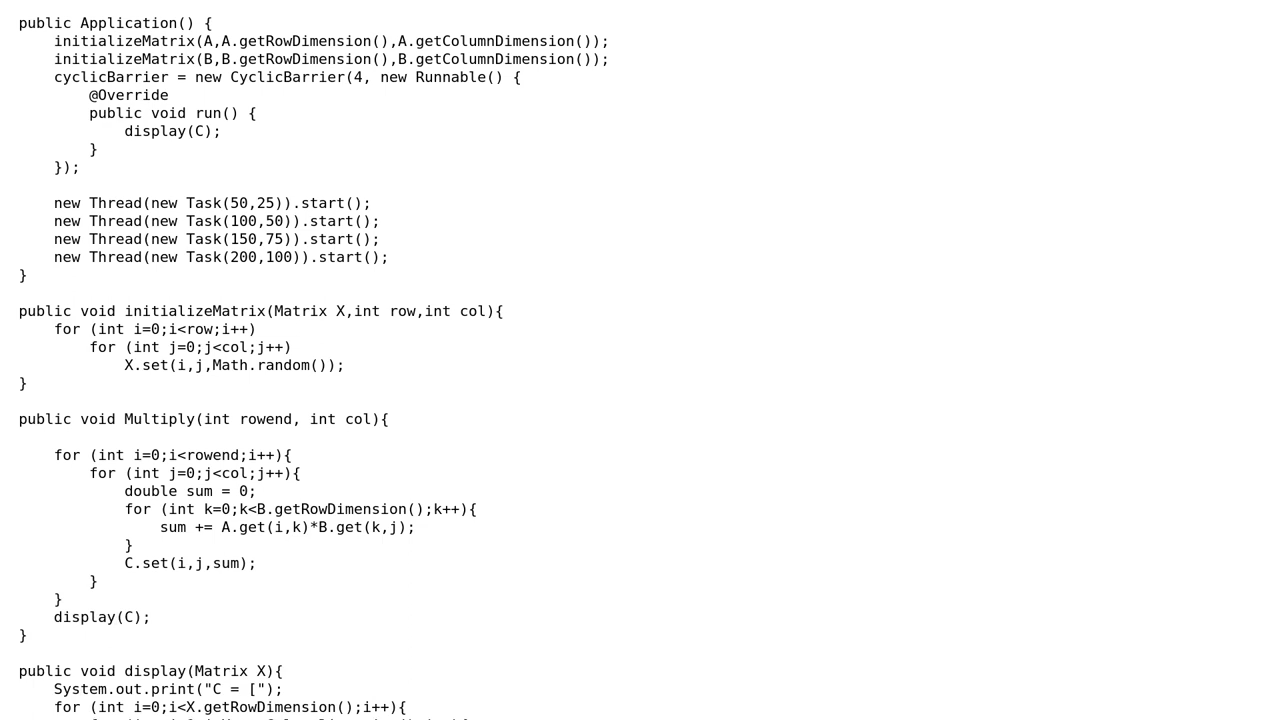 public Application() {
    initializeMatrix(A,A.getRowDimension(),A.getColumnDimension());
    initializeMatrix(B,B.getRowDimension(),B.getColumnDimension());
    cyclicBarrier = new CyclicBarrier(4, new Runnable() {
        @Override
        public void run() {
            display(C);
        }
    });

    new Thread(new Task(50,25)).start();
    new Thread(new Task(100,50)).start();
    new Thread(new Task(150,75)).start();
    new Thread(new Task(200,100)).start();
}

public void initializeMatrix(Matrix X,int row,int col){
    for (int i=0;i<row;i++)
        for (int j=0;j<col;j++)
            X.set(i,j,Math.random());
}

public void Multiply(int rowend, int col){

    for (int i=0;i<rowend;i++){
        for (int j=0;j<col;j++){
            double sum = 0;
            for (int k=0;k<B.getRowDimension();k++){
                sum += A.get(i,k)*B.get(k,j);
            }
            C.set(i,j,sum);
        }
    }
    display(C);
}

public void display(Matrix X){
    System.out.print("C = [");
    for (int i=0;i<X.getRowDimension();i++){